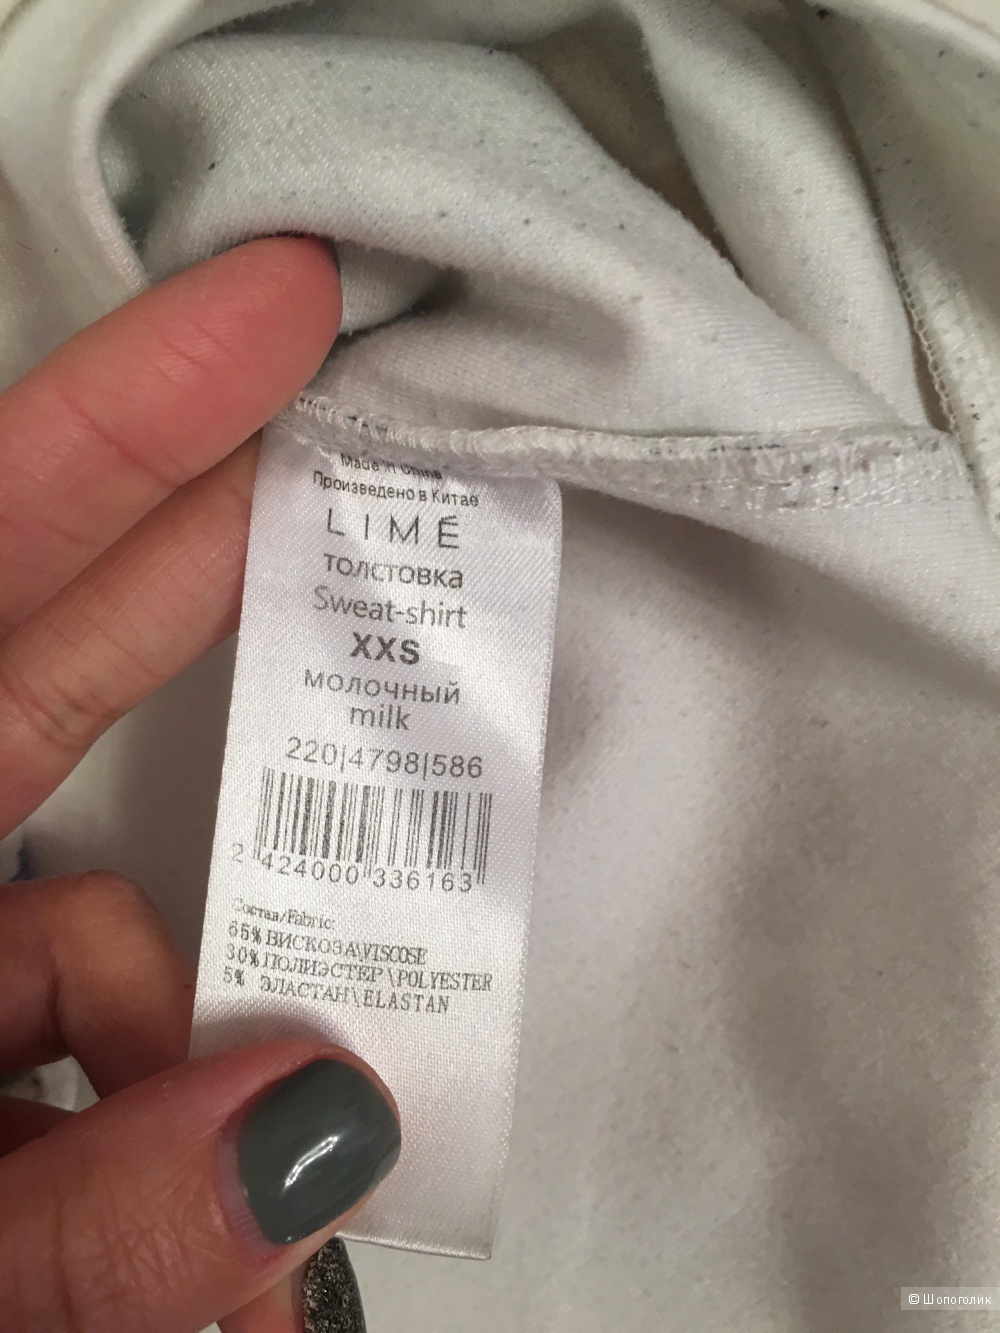 Made in China
Произведено в Китае
LIMÉ
толстовка
Sweat-shirt
XXS
молочный
milk
220|4798|586
2 424000 336163
Состав/Fabric:
65% ВИСКОЗА\VISCOSE
30% ПОЛИЭСТЕР\POLYESTER
5% ЭЛАСТАН\ELASTAN
© Шопоголик